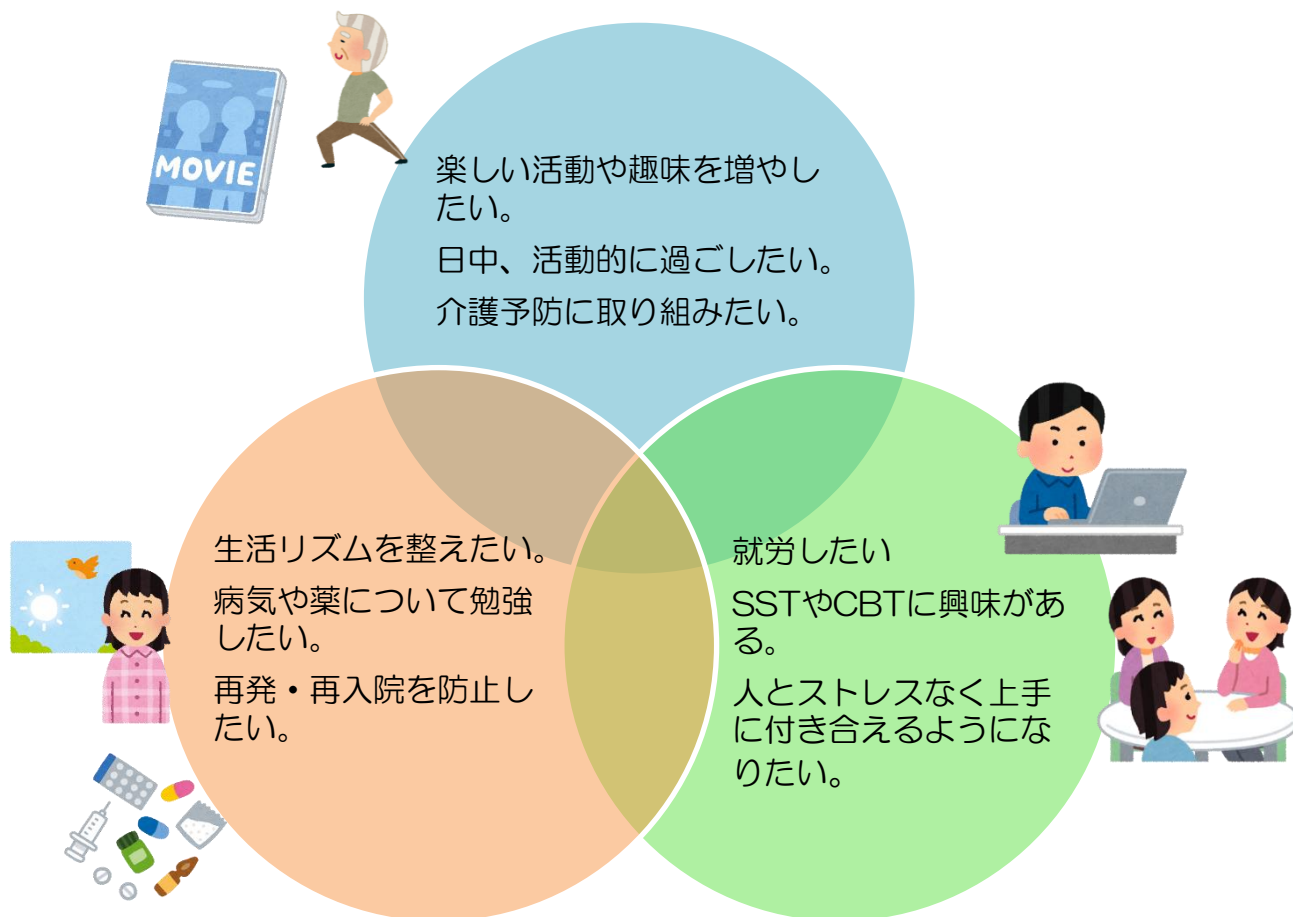 MOVIE
楽しい活動や趣味を増やし
たい。
日中、活動的に過ごしたい。
介護予防に取り組みたい。
生活リズムを整えたい。
病気や薬について勉強
したい。
再発・再入院を防止し
たい。
就労したい
SSTやCBTに興味があ
る。
人とストレスなく上手
に付き合えるようにな
りたい。